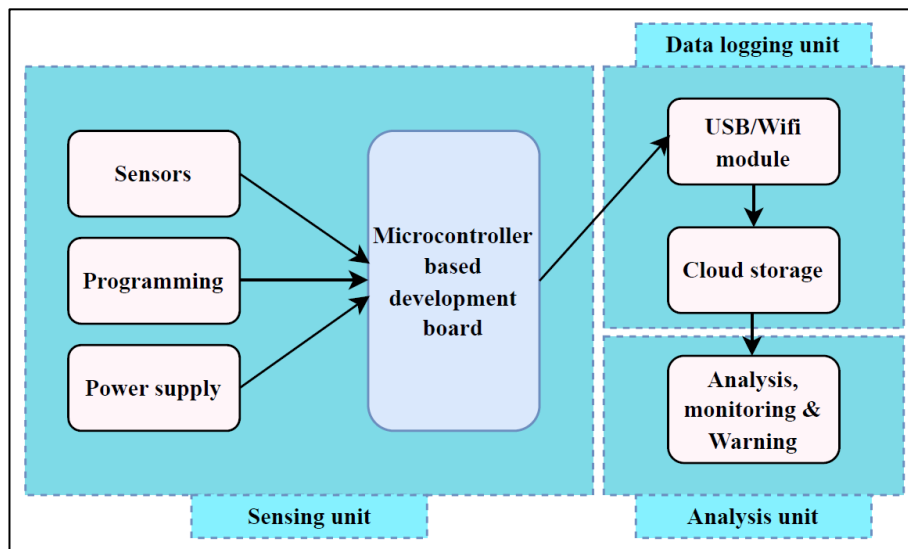 Data logging unit
Sensors
Programming
Power supply
Microcontroller
based
development
board
USB/Wifi
module
Cloud storage
Analysis,
monitoring &
Warning
Sensing unit
Analysis unit